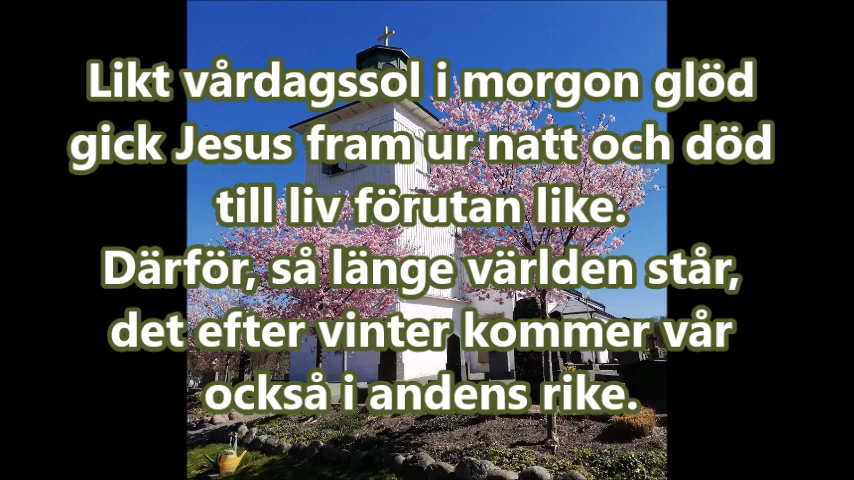 Likt vårdagssol i morgon glöd
gick Jesus fram ur natt och död
till liv förutan like.
Därför, så länge världen står,
det efter vinter kommer vår
också i andens rike.